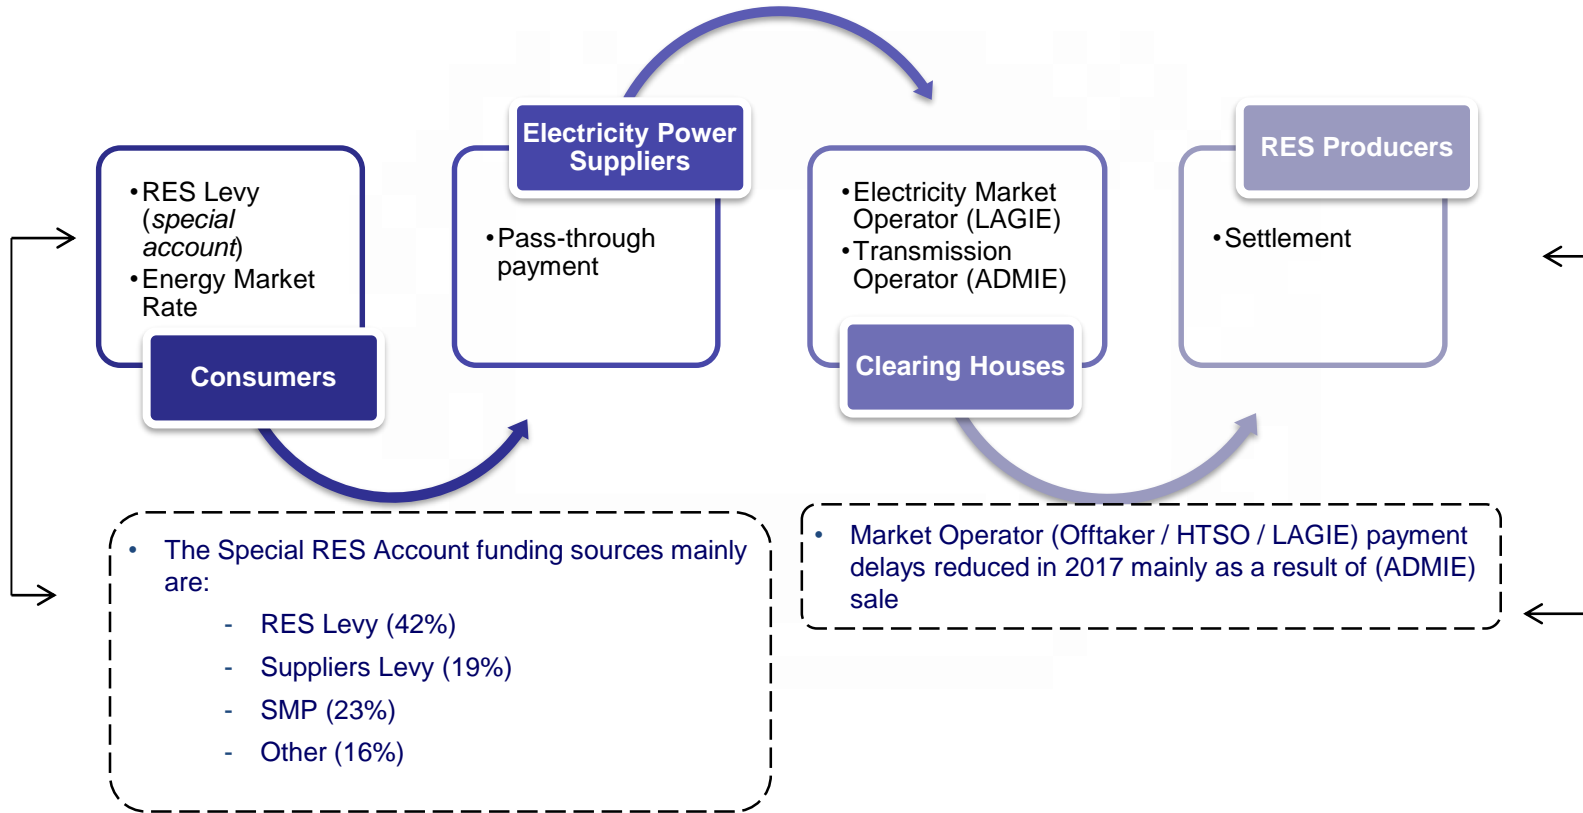 •RES Levy
(special
account)
•Energy Market
Rate
Consumers
Electricity Power
Suppliers
•Pass-through
payment
•Electricity Market
Operator (LAGIE)
•Transmission
Operator (ADMIE)
Clearing Houses
RES Producers
•Settlement
• The Special RES Account funding sources mainly
are:
- RES Levy (42%)
- Suppliers Levy (19%)
- SMP (23%)
- Other (16%)
• Market Operator (Offtaker / HTSO / LAGIE) payment
delays reduced in 2017 mainly as a result of (ADMIE)
sale